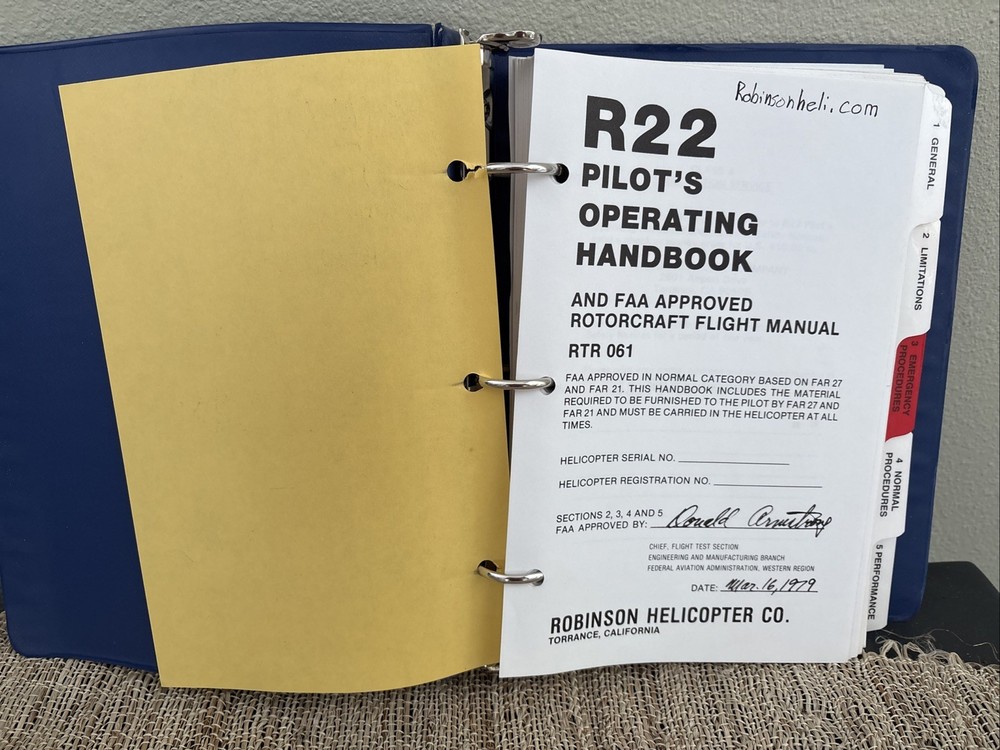 Robinsonheli.com
R22
PILOT'S
OPERATING
HANDBOOK
AND FAA APPROVED
ROTORCRAFT FLIGHT MANUAL
RTR 061
FAA APPROVED IN NORMAL CATEGORY BASED ON FAR 27
AND FAR 21. THIS HANDBOOK INCLUDES THE MATERIAL
REQUIRED TO BE FURNISHED TO THE PILOT BY FAR 27 AND
FAR 21 AND MUST BE CARRIED IN THE HELICOPTER AT ALL
TIMES.
HELICOPTER SERIAL NO.
HELICOPTER REGISTRATION NO.
SECTIONS 2, 3, 4 AND 5
FAA APPROVED BY: Donald Armstrong
CHIEF, FLIGHT TEST SECTION
ENGINEERING AND MANUFACTURING BRANCH
FEDERAL AVIATION ADMINISTRATION, WESTERN REGION
DATE: Mar. 16, 1979
ROBINSON HELICOPTER CO.
TORRANCE, CALIFORNIA
1 GENERAL
2 LIMITATIONS
3 EMERGENCY
PROCEDURES
4 NORMAL
PROCEDURES
5 PERFORMANCE